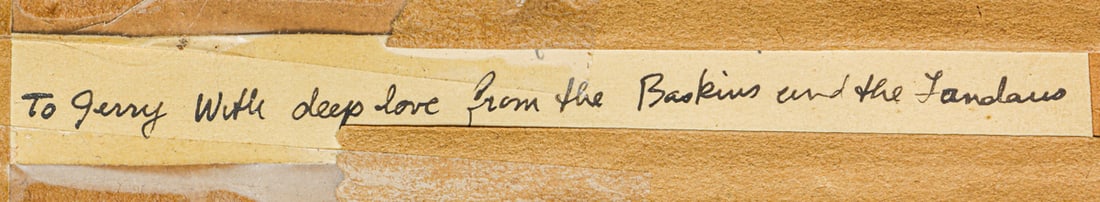 To Jerry With deep love from the Baskins and the Landaus